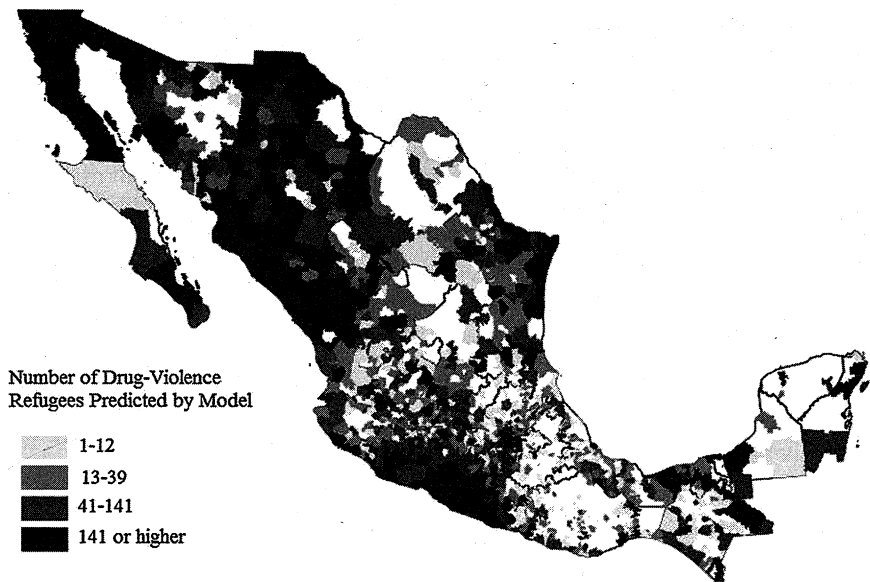 Number of Drug-Violence
Refugees Predicted by Model
1-12
13-39
41-141
141 or higher